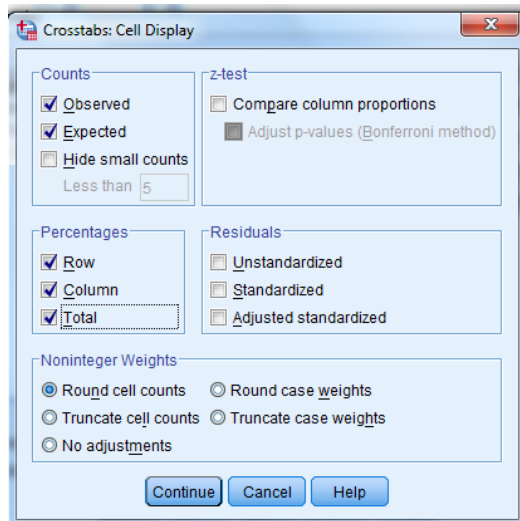 Crosstabs: Cell Display
Counts
Observed
Expected
Hide small counts
Less than 5
z-test
Compare column proportions
Adjust p-values (Bonferroni method)
Percentages
Row
Column
Total
Residuals
Unstandardized
Standardized
Adjusted standardized
Noninteger Weights
Round cell counts Round case weights
Truncate cell counts Truncate case weights
No adjustments
Continue Cancel Help